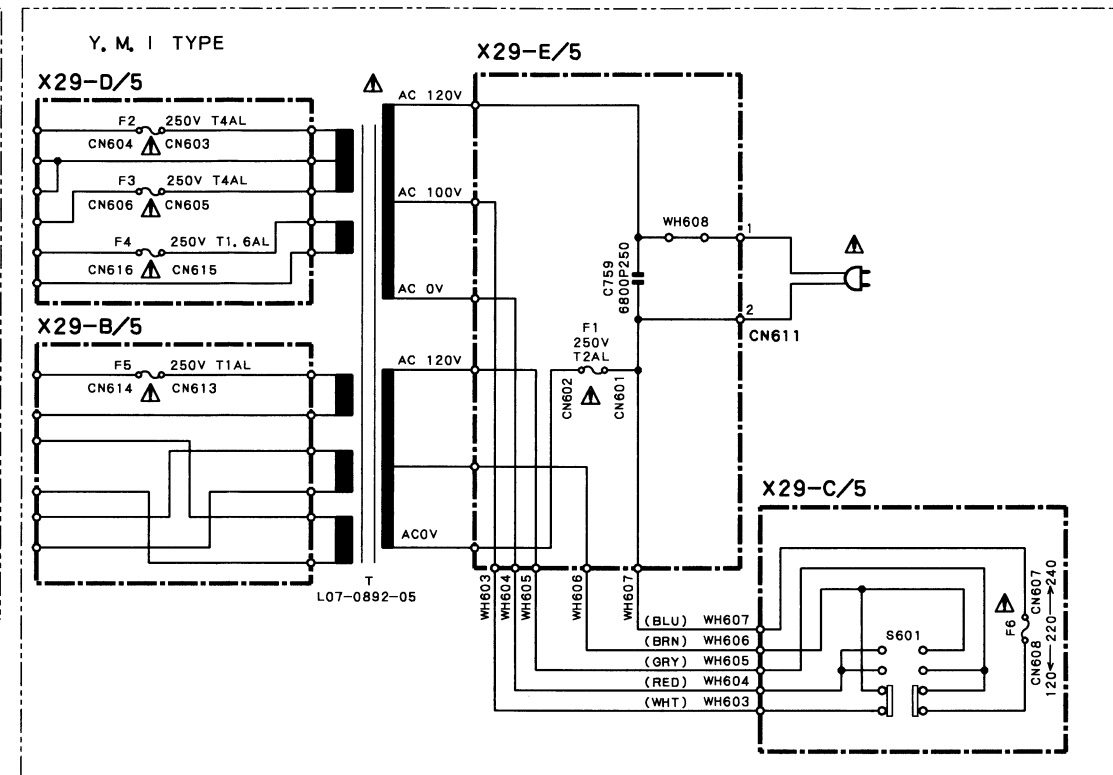 Y. M. I TYPE
X29-D/5
F2 250V T4AL
CN604 CN603
F3 250V T4AL
CN606 CN605
F4 250V T1.6AL
CN616 CN615
X29-B/5
F5 250V T1AL
CN614 CN613
T
L07-0892-05
AC 120V
AC 100V
AC 0V
AC 120V
AC0V
X29-E/5
WH608
1
2
CN611
C759
6800P250
F1
250V
T2AL
CN602
CN601
WH603
WH604
WH605
WH606
WH607
X29-C/5
(BLU) WH607
(BRN) WH606
(GRY) WH605
(RED) WH604
(WHT) WH603
S601
F6
CN608
CN607
120←220→240